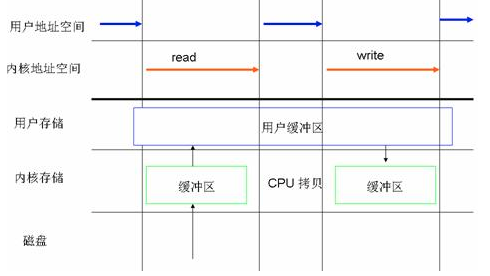 用户地址空间
内核地址空间
read
write
用户存储
用户缓冲区
内核存储
缓冲区
CPU 拷贝
缓冲区
磁盘